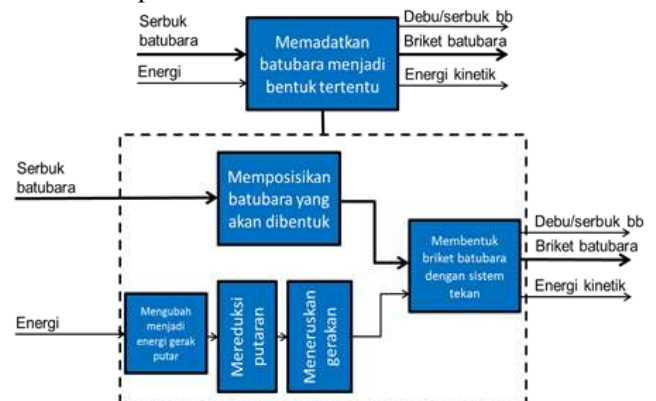 Serbuk
batubara
Energi
Memadatkan
batubara menjadi
bentuk tertentu
Debu/serbuk bb
Briket batubara
Energi kinetik
Serbuk
batubara
Memposisikan
batubara yang
akan dibentuk
Membentuk
briket batubara
dengan sistem
tekan
Debu/serbuk bb
Briket batubara
Energi kinetik
Energi
Mengubah
menjadi
energi gerak
putar
Mereduksi
putaran
Meneruskan
gerakan